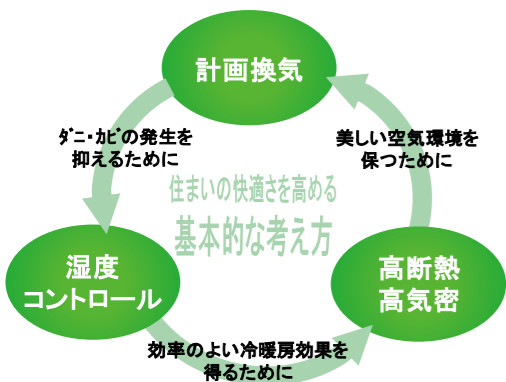 計画換気
ﾀﾞﾆ・ｶﾋﾞの発生を
抑えるために
美しい空気環境を
保つために
住まいの快適さを高める
基本的な考え方
湿度
コントロール
高断熱
高気密
効率のよい冷暖房効果を
得るために